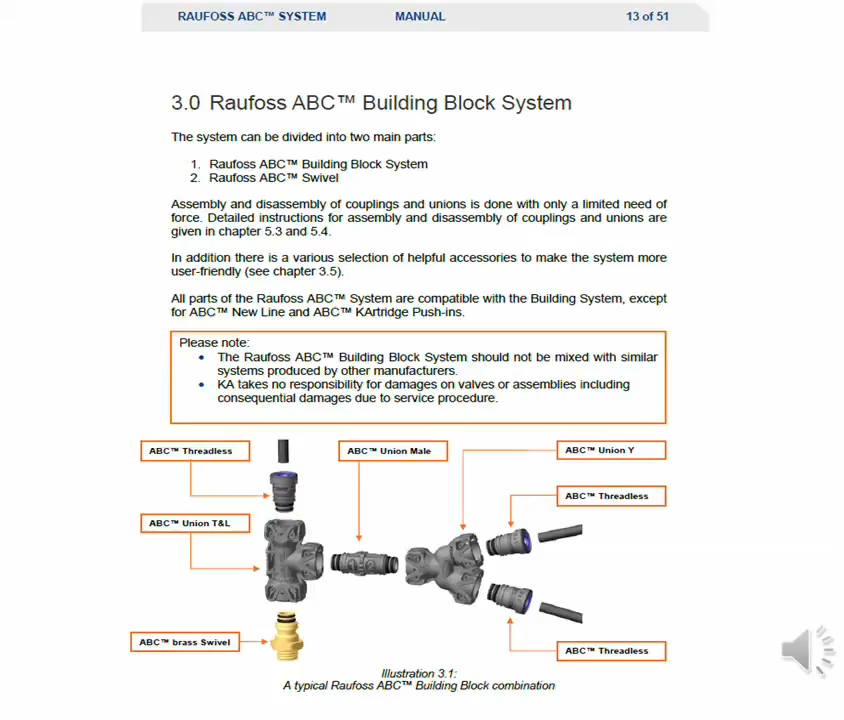 RAUFOSS ABC™ SYSTEM MANUAL 13 of 51
3.0 Raufoss ABC™ Building Block System
The system can be divided into two main parts:
1. Raufoss ABC™ Building Block System
2. Raufoss ABC™ Swivel
Assembly and disassembly of couplings and unions is done with only a limited need of
force. Detailed instructions for assembly and disassembly of couplings and unions are
given in chapter 5.3 and 5.4.
In addition there is a various selection of helpful accessories to make the system more
user-friendly (see chapter 3.5).
All parts of the Raufoss ABC™ System are compatible with the Building System, except
for ABC™ New Line and ABC™ KArtridge Push-ins.
Please note:
• The Raufoss ABC™ Building Block System should not be mixed with similar
systems produced by other manufacturers.
• KA takes no responsibility for damages on valves or assemblies including
consequential damages due to service procedure.
ABC™ Threadless
ABC™ Union Male
ABC™ Union Y
ABC™ Threadless
ABC™ Union T&L
ABC™ brass Swivel
ABC™ Threadless
Illustration 3.1:
A typical Raufoss ABC™ Building Block combination